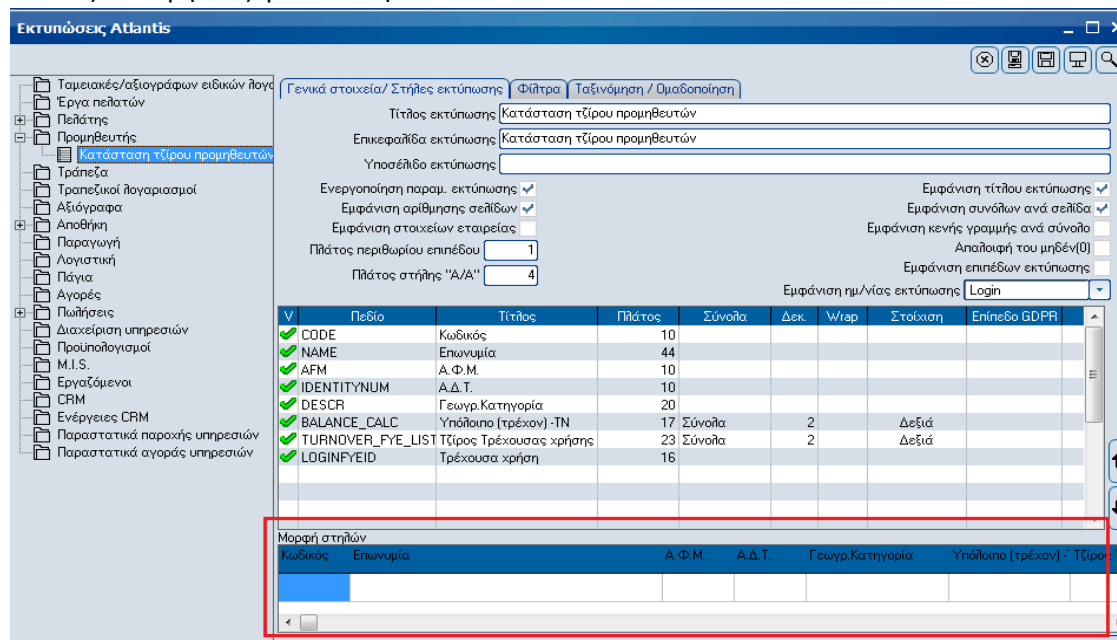 Εκτυπώσεις Atlantis
Ταμειακές/αξιογράφων ειδικών λογα
Έργα πελατών
Πελάτης
Προμηθευτής
Κατάσταση τζίρου προμηθευτών
Τράπεζα
Τραπεζικοί λογαριασμοί
Αξιόγραφα
Αποθήκη
Παραγωγή
Λογιστική
Πάγια
Αγορές
Πωλήσεις
Διαχείριση υπηρεσιών
Προϋπολογισμοί
M.I.S.
Εργαζόμενοι
CRM
Ενέργειες CRM
Παραστατικά παροχής υπηρεσιών
Παραστατικά αγοράς υπηρεσιών
Γενικά στοιχεία/ Στήλες εκτύπωσης Φίλτρα Ταξινόμηση / Ομαδοποίηση
Τίτλος εκτύπωσης Κατάσταση τζίρου προμηθευτών
Επικεφαλίδα εκτύπωσης Κατάσταση τζίρου προμηθευτών
Υποσέλιδο εκτύπωσης
Ενεργοποίηση παραμ. εκτύπωσης Εμφάνιση τίτλου εκτύπωσης
Εμφάνιση αρίθμησης σελίδων Εμφάνιση συνόλων ανά σελίδα
Εμφάνιση στοιχείων εταιρείας Εμφάνιση κενής γραμμής ανά σύνολο
Πλάτος περιθωρίου επιπέδου 1 Απαλοιφή του μηδέν(0)
Πλάτος στήλης "Α/Α" 4 Εμφάνιση επιπέδων εκτύπωσης
Εμφάνιση ημ/νίας εκτύπωσης Login
V Πεδίο Τίτλος Πλάτος Σύνολα Δεκ. Wrap Στοίχιση Επίπεδο GDPR
CODE Κωδικός 10
NAME Επωνυμία 44
AFM Α.Φ.Μ. 10
IDENTITYNUM Α.Δ.Τ. 10
DESCR Γεωγρ.Κατηγορία 20
BALANCE_CALC Υπόλοιπο (τρέχον) -TN 17 Σύνολα 2 Δεξιά
TURNOVER_FYE_LIST Τζίρος Τρέχουσας χρήσης 23 Σύνολα 2 Δεξιά
LOGINFYEID Τρέχουσα χρήση 16
Μορφή στηλών
Κωδικός Επωνυμία Α.Φ.Μ. Α.Δ.Τ. Γεωγρ.Κατηγορία Υπόλοιπο (τρέχον) - Τζίρος